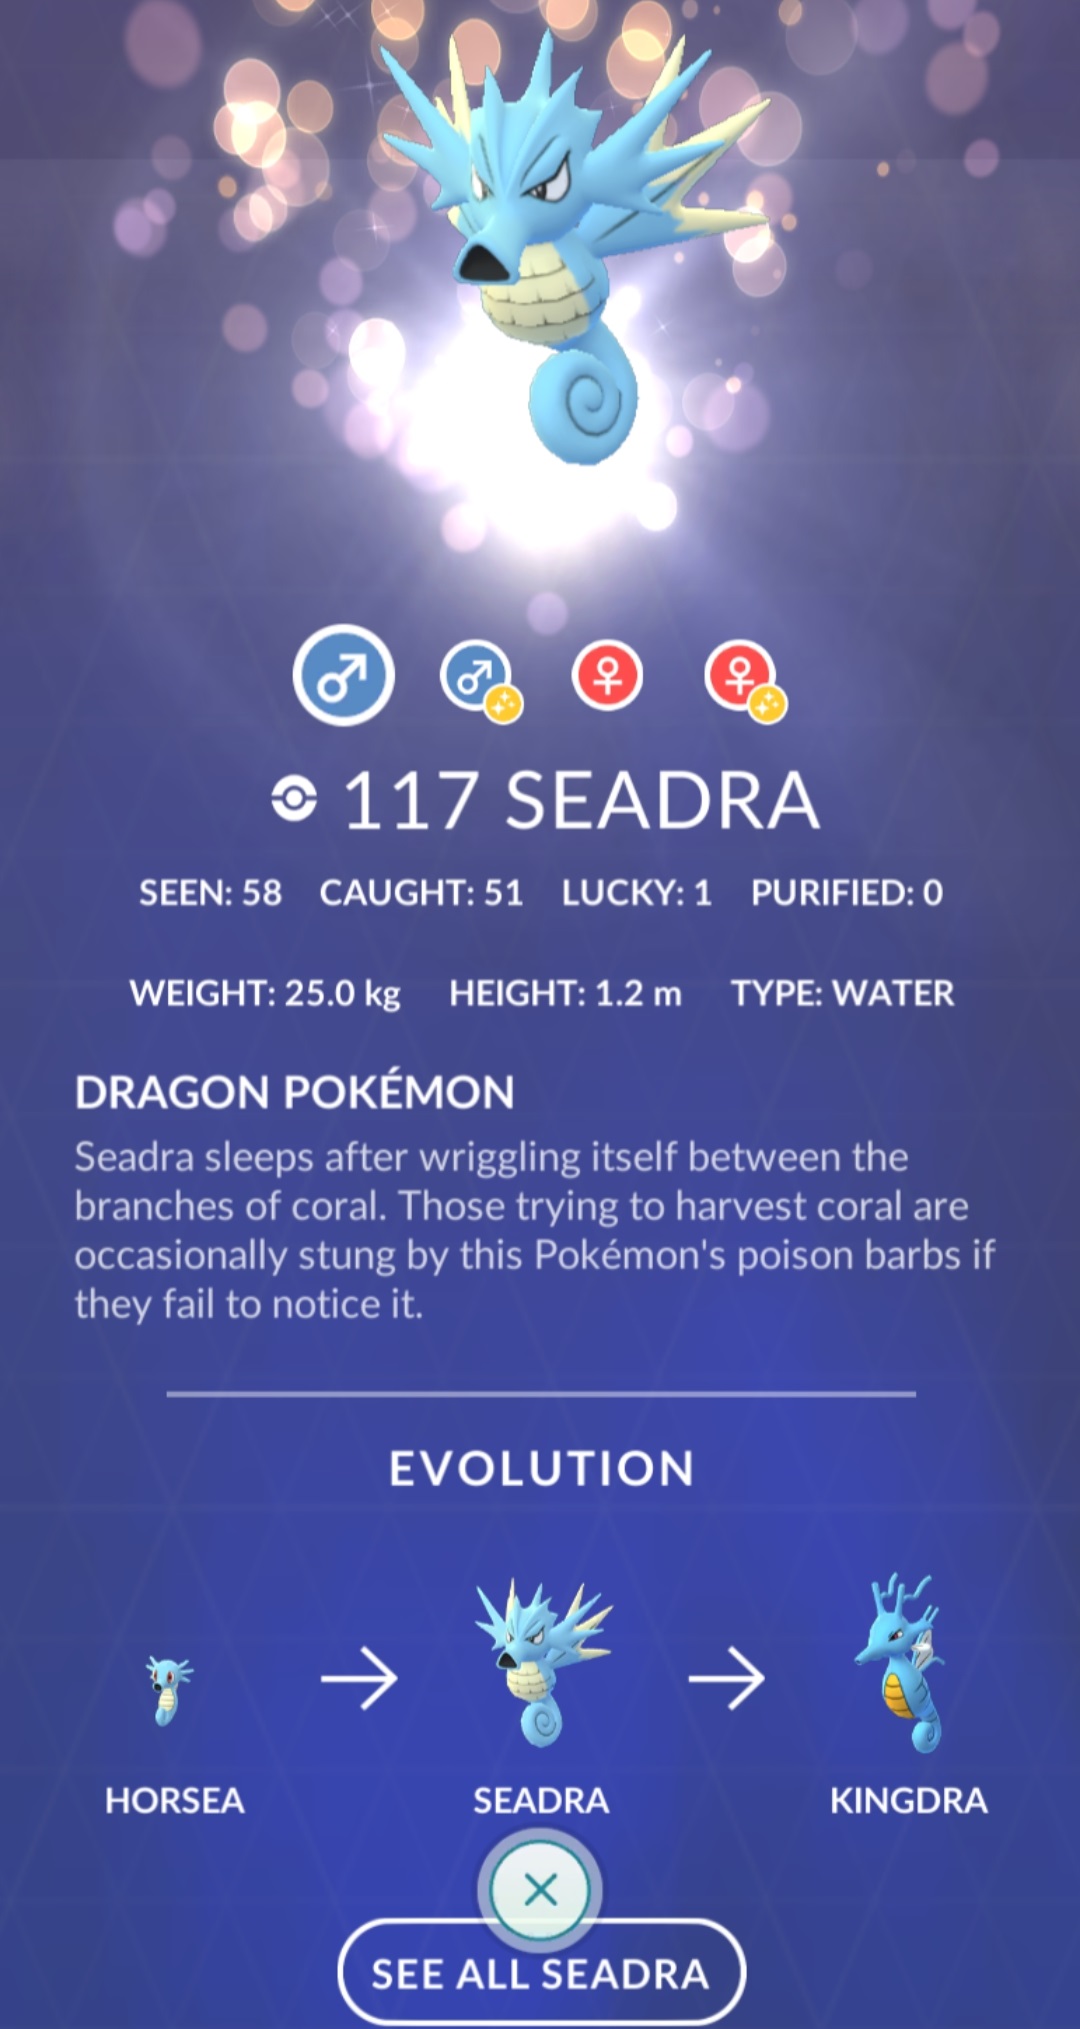 117 SEADRA
SEEN: 58 CAUGHT: 51 LUCKY: 1 PURIFIED: 0
WEIGHT: 25.0 kg HEIGHT: 1.2 m TYPE: WATER
DRAGON POKÉMON
Seadra sleeps after wriggling itself between the
branches of coral. Those trying to harvest coral are
occasionally stung by this Pokémon's poison barbs if
they fail to notice it.
EVOLUTION
HORSEA SEADRA KINGDRA
SEE ALL SEADRA